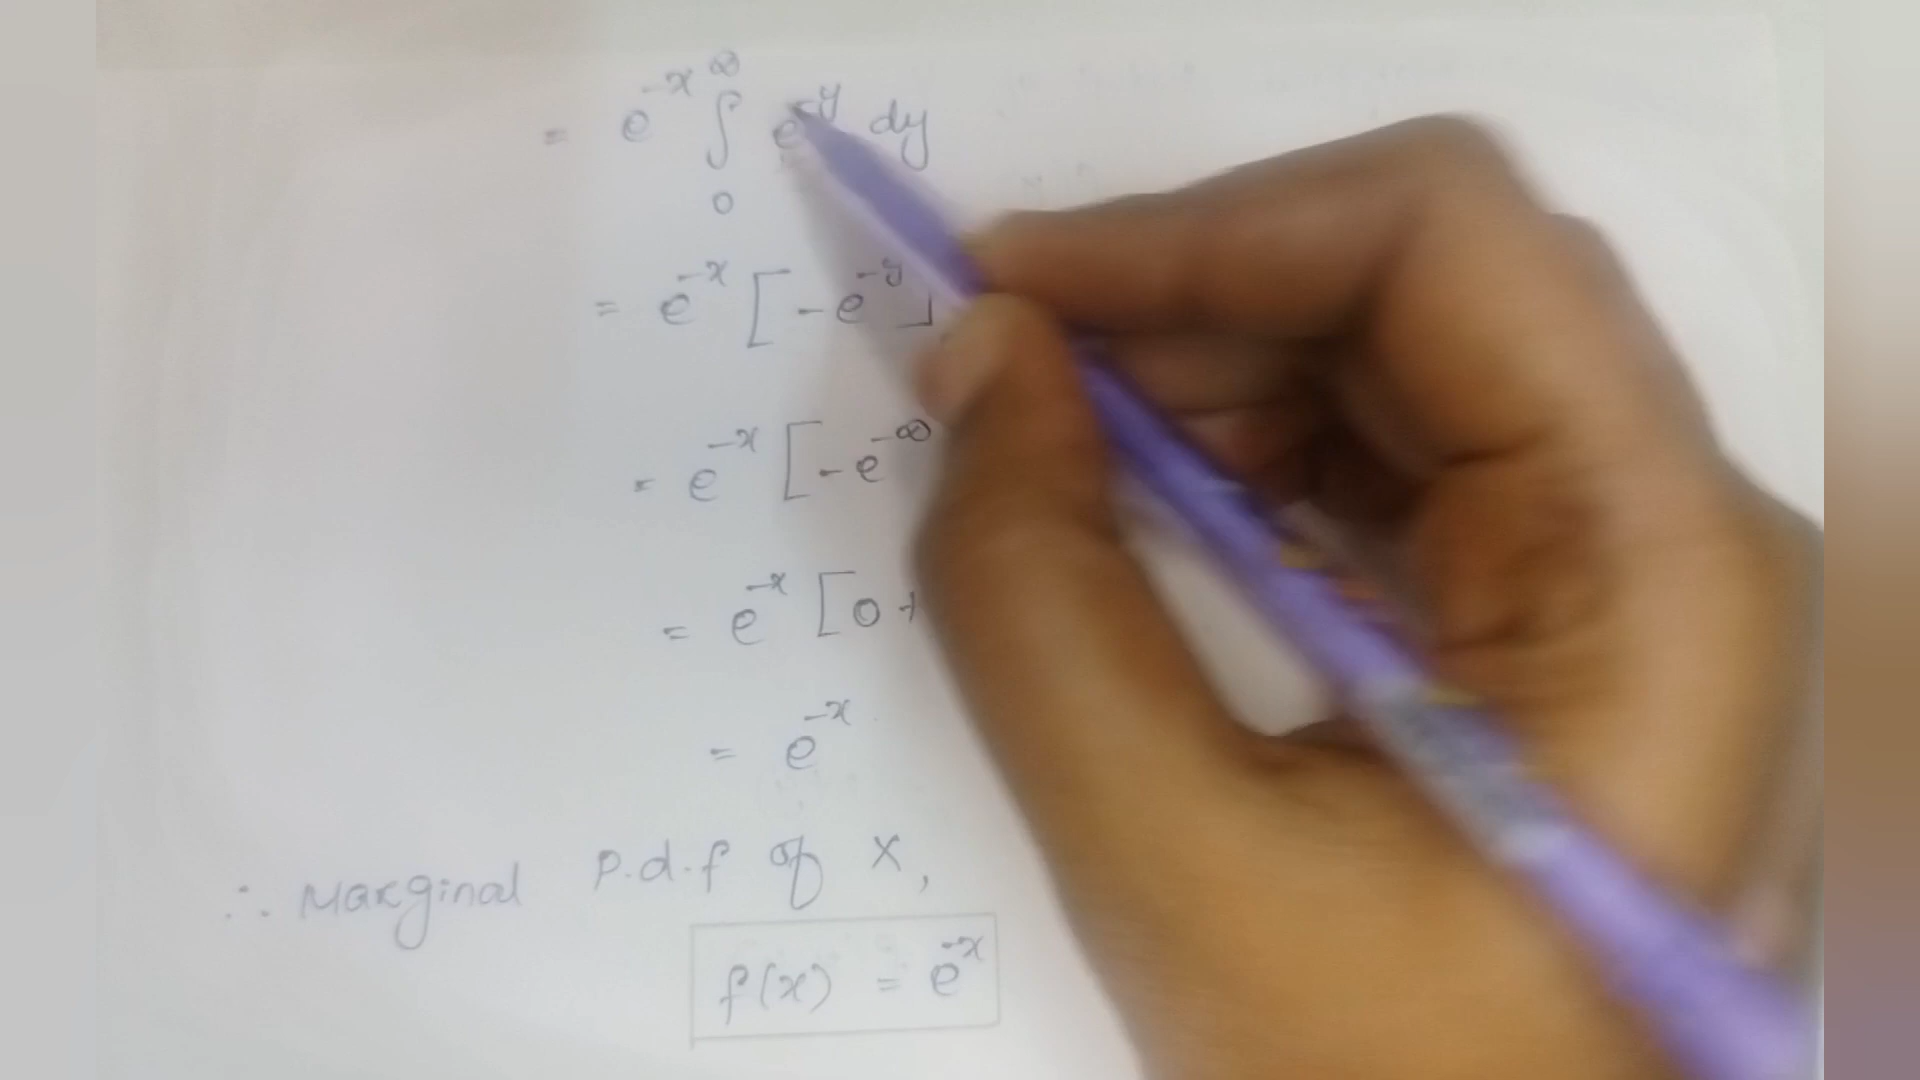 = e^{-x} ∫_0^∞ e^{-y} dy
= e^{-x} [-e^{-y}]
= e^{-x} [-e^{-∞}
= e^{-x} [0 +
= e^{-x}
∴ Marginal P.d.f of X,
f(x) = e^{-x}